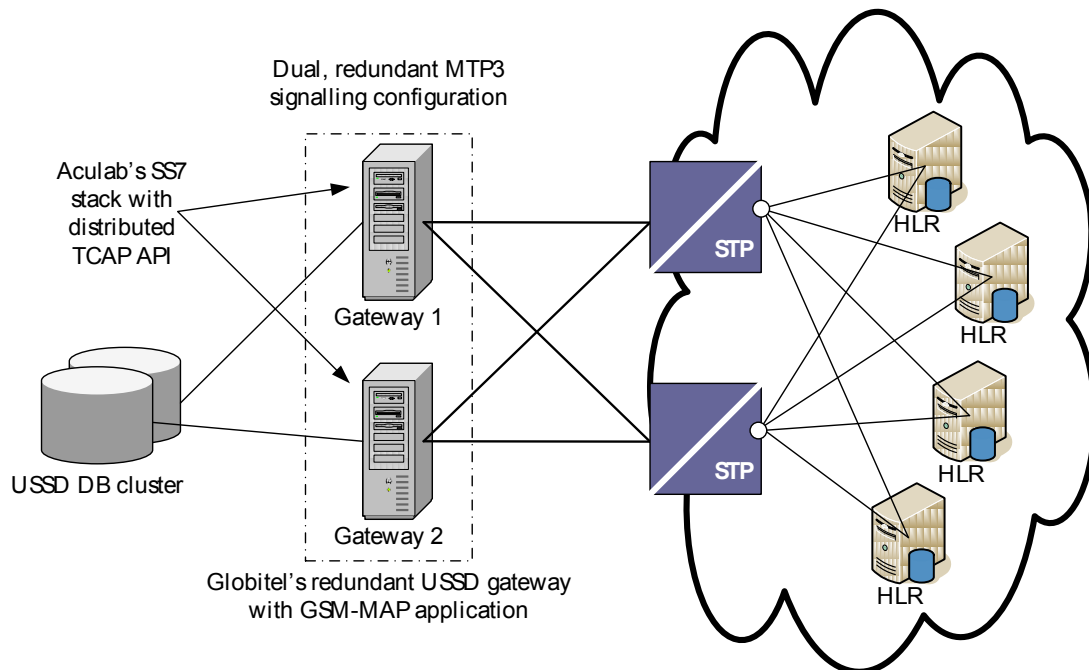 Dual, redundant MTP3
signalling configuration
Aculab's SS7
stack with
distributed
TCAP API
Gateway 1
USSD DB cluster
Gateway 2
Globitel's redundant USSD gateway
with GSM-MAP application
STP
STP
HLR
HLR
HLR
HLR